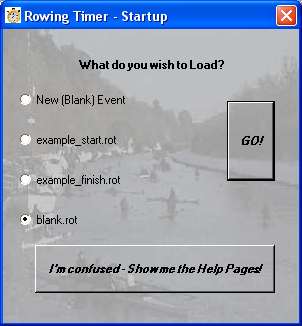 Rowing Timer - Startup
What do you wish to Load?
New (Blank) Event
example_start.rot
GO!
example_finish.rot
blank.rot
I'm confused - Show me the Help Pages!